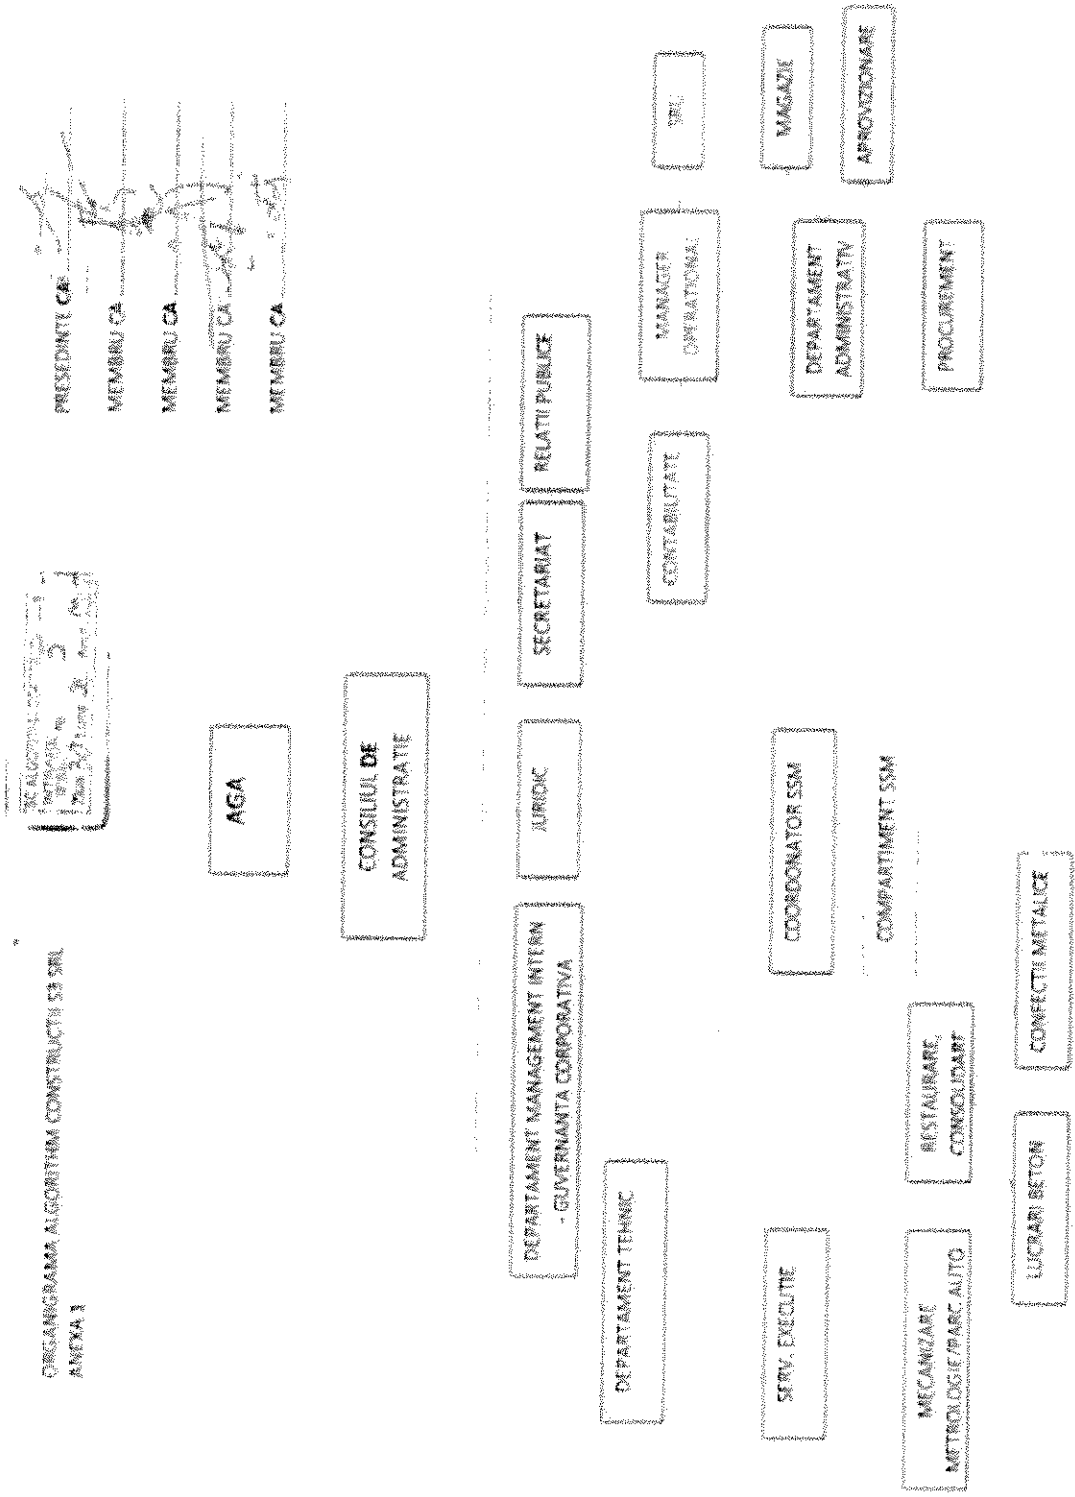 ORGANIGRAMA ALGORITHM CONSTRUCTII S3 SRL
ANEXA 1
PRESEDINTE CA
MEMBRU CA
MEMBRU CA
MEMBRU CA
MEMBRU CA
AGA
CONSILIUL DE
ADMINISTRATIE
DEPARTAMENT MANAGEMENT INTERN
- GUVERNANTA CORPORATIVA
JURIDIC
SECRETARIAT
RELATII PUBLICE
DEPARTAMENT TEHNIC
CONTABILITATE
MANAGER
OPERATIONAL
SERV. EXECUTIE
COORDONATOR SSM
DEPARTAMENT
ADMINISTRATIV
MAGAZIE
APROVIZIONARE
COMPARTIMENT SSM
MECANIZARE
METROLOGIE/PARC AUTO
RESTAURARE,
CONSOLIDARE
PROCUREMENT
LUCRARI BETON
CONFECTII METALICE